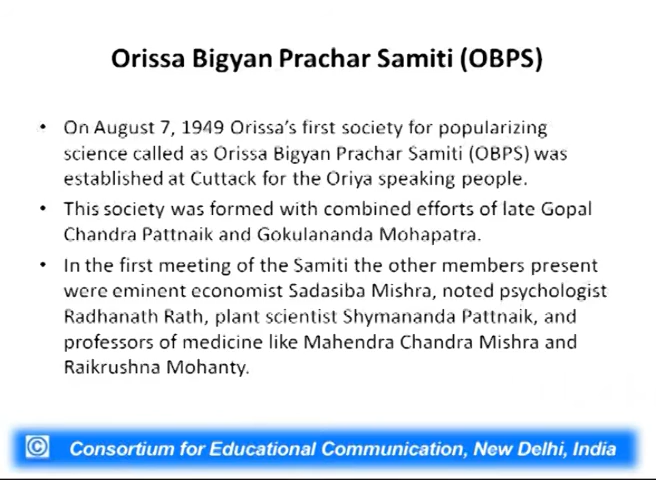 Orissa Bigyan Prachar Samiti (OBPS)
• On August 7, 1949 Orissa's first society for popularizing
science called as Orissa Bigyan Prachar Samiti (OBPS) was
established at Cuttack for the Oriya speaking people.
• This society was formed with combined efforts of late Gopal
Chandra Pattnaik and Gokulananda Mohapatra.
• In the first meeting of the Samiti the other members present
were eminent economist Sadasiba Mishra, noted psychologist
Radhanath Rath, plant scientist Shymananda Pattnaik, and
professors of medicine like Mahendra Chandra Mishra and
Raikrushna Mohanty.
© Consortium for Educational Communication, New Delhi, India